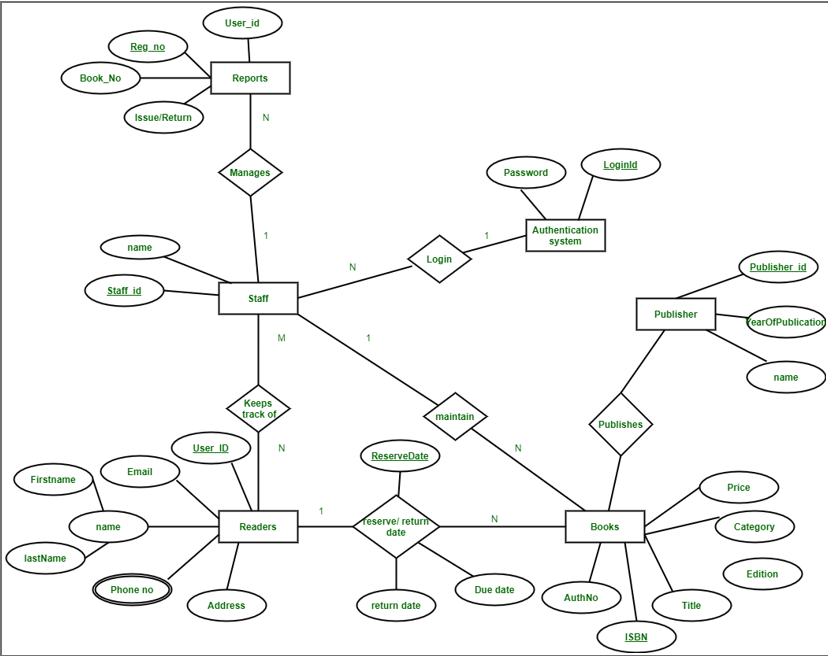 User_id
Reg_no
Book_No
Reports
Issue/Return
N
Manages
Password
LoginId
Authentication
system
1
1
name
Login
N
Staff_id
Staff
Publisher_id
Publisher
YearOfPublication
name
M
1
Keeps
track of
maintain
Publishes
User_ID
N
ReserveDate
N
Email
Firstname
name
Readers
1
reserve/ return
date
N
Books
Price
Category
lastName
Phone no
Address
return date
Due date
AuthNo
Edition
Title
ISBN